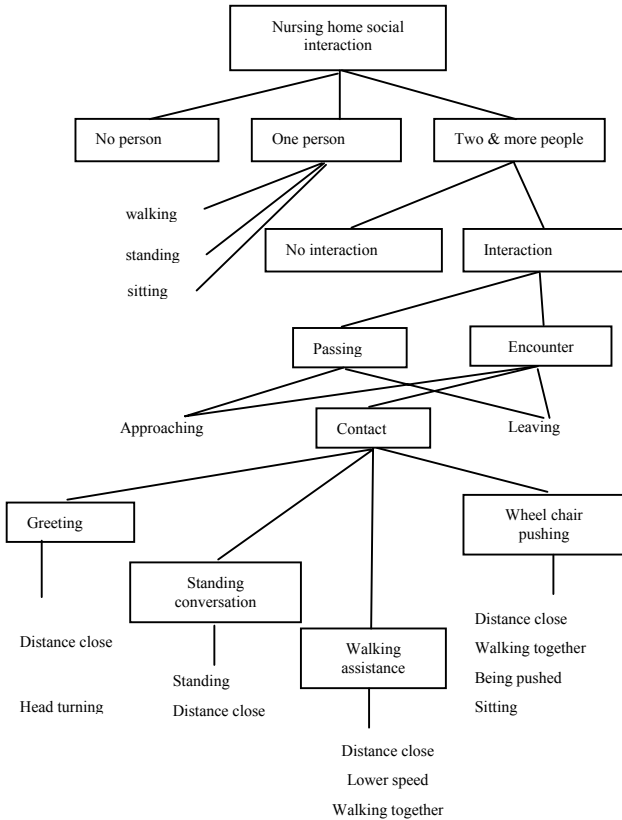 Nursing home social
interaction
No person
One person
Two & more people
walking
standing
sitting
No interaction
Interaction
Passing
Encounter
Approaching
Contact
Leaving
Greeting
Wheel chair
pushing
Standing
conversation
Distance close
Head turning
Standing
Distance close
Walking
assistance
Distance close
Walking together
Being pushed
Sitting
Distance close
Lower speed
Walking together